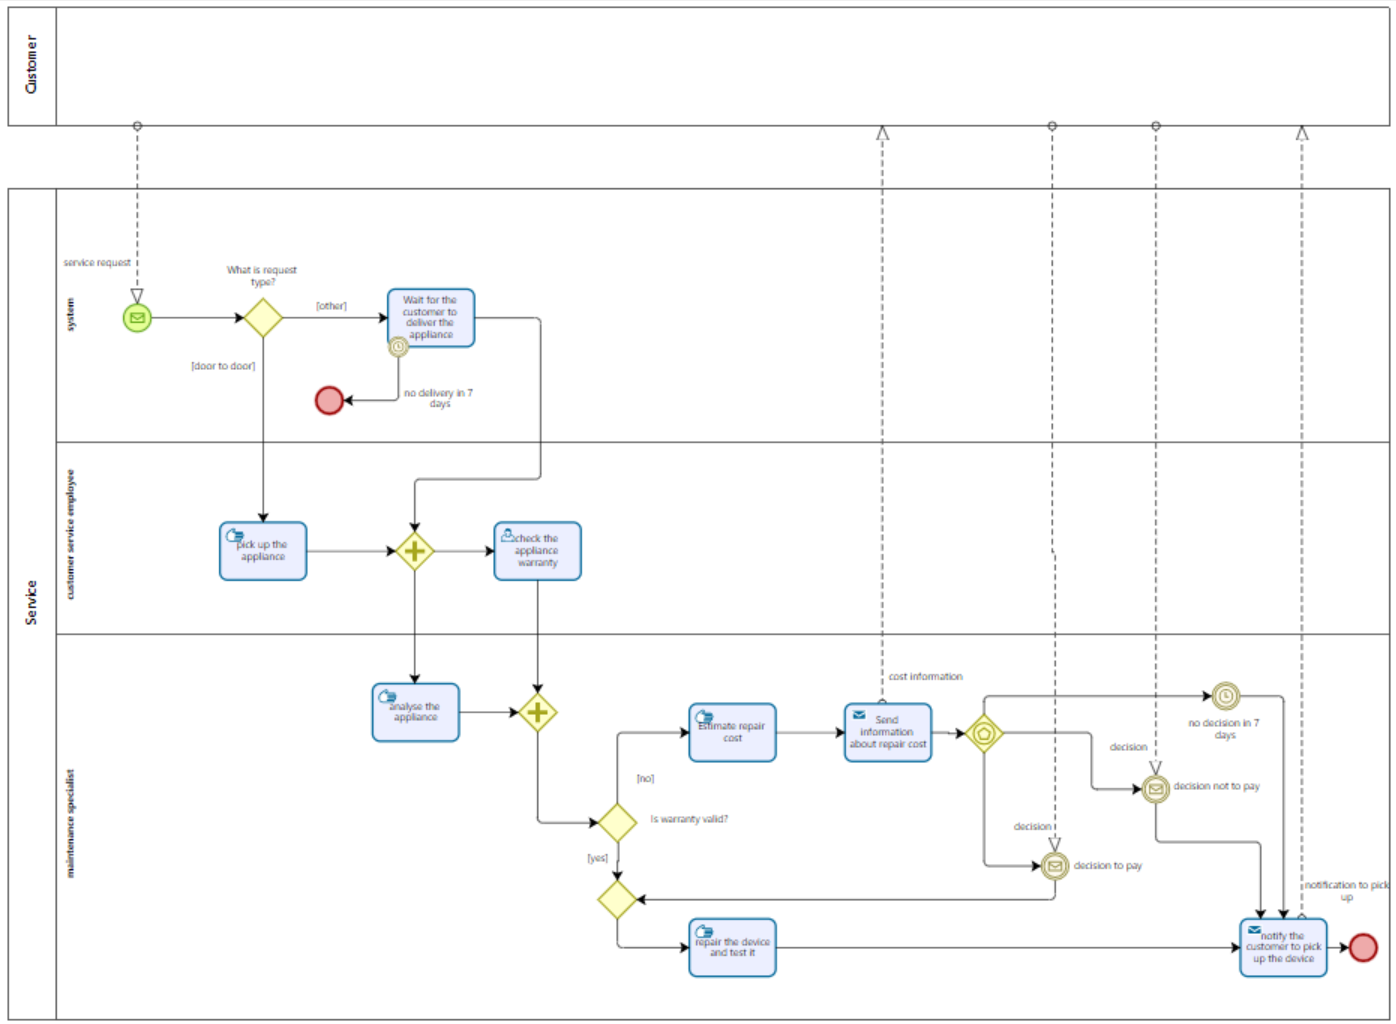 Customer
service request
What is request
type?
[other]
Wait for the
customer to
deliver the
appliance
[door to door]
no delivery in 7
days
system
Service
customer service employee
pick up the
appliance
check the
appliance
warranty
maintenance specialist
analyse the
appliance
cost information
Estimate repair
cost
Send
information
about repair cost
no decision in 7
days
decision
decision not to pay
[no]
Is warranty valid?
decision
[yes]
decision to pay
notification to pick
up
repair the device
and test it
notify the
customer to pick
up the device